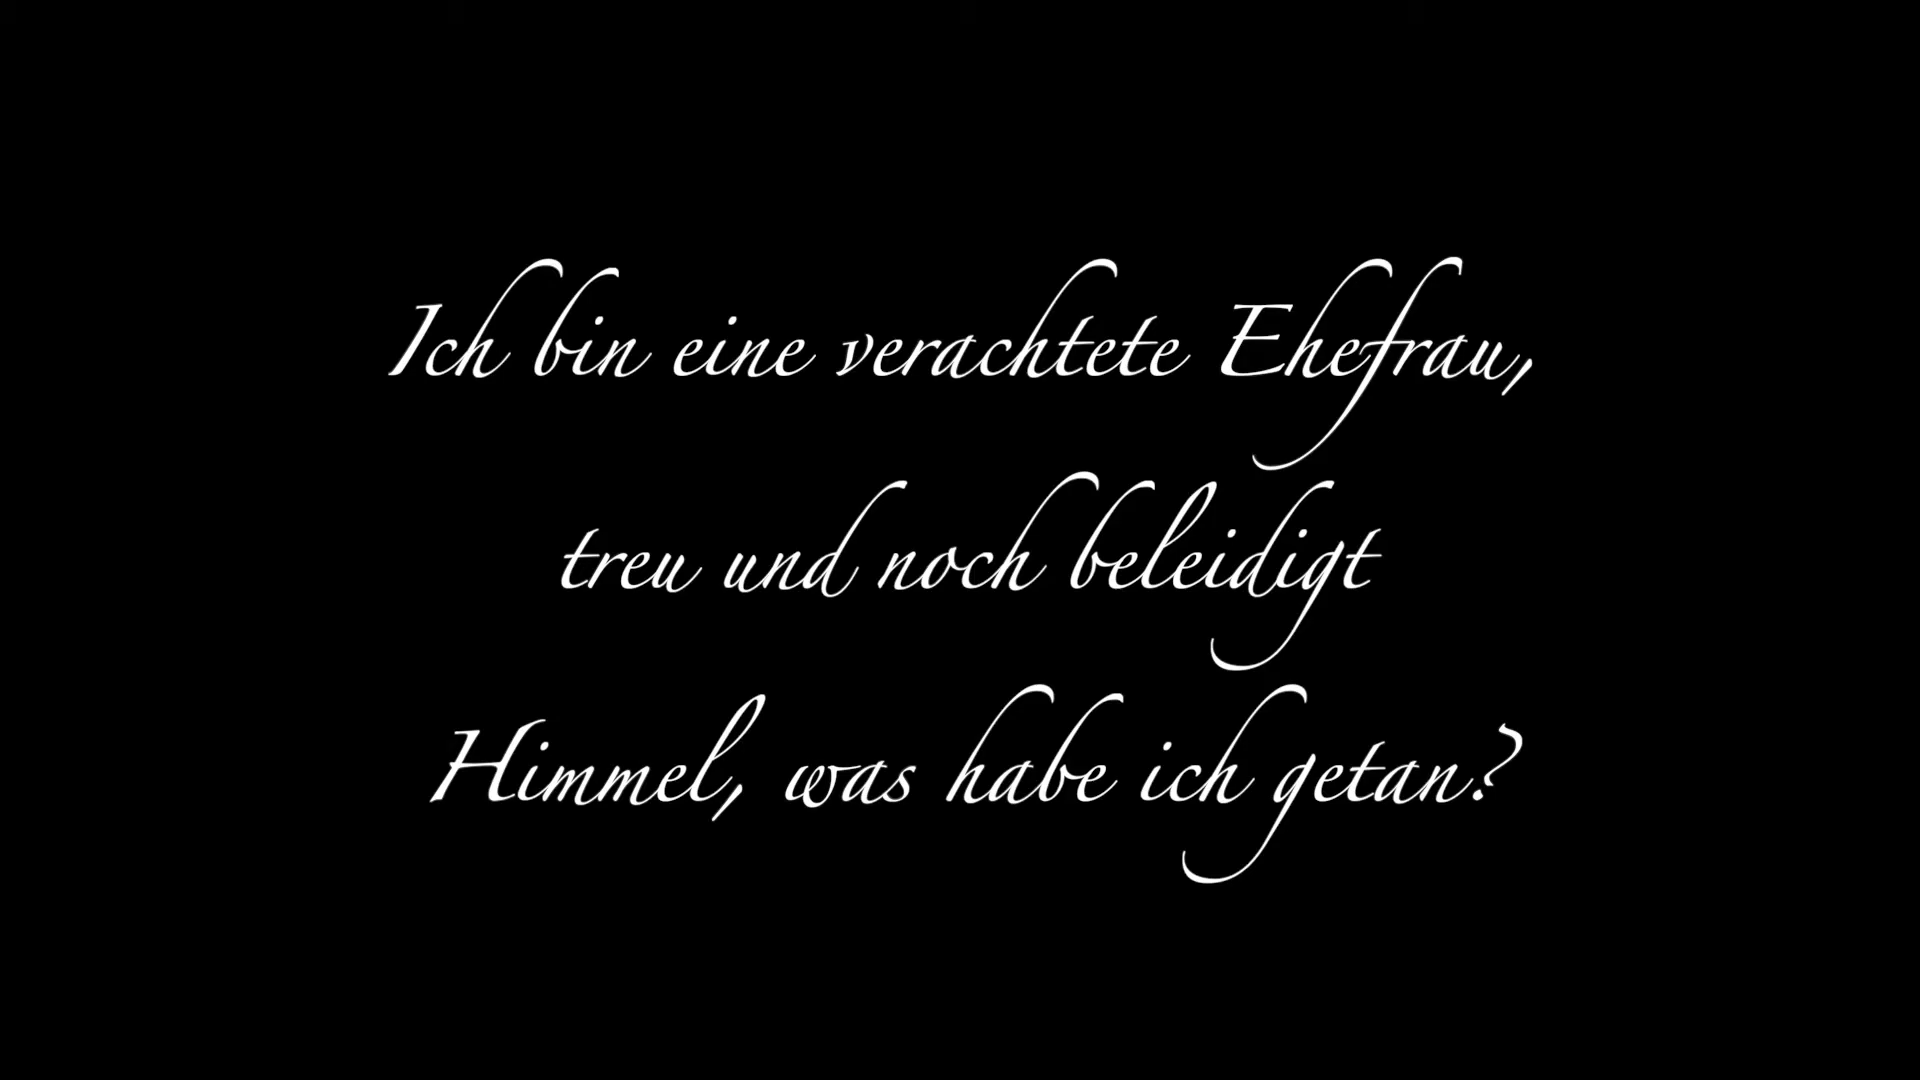 Ich bin eine verachtete Ehefrau,
treu und noch beleidigt
Himmel, was habe ich getan?